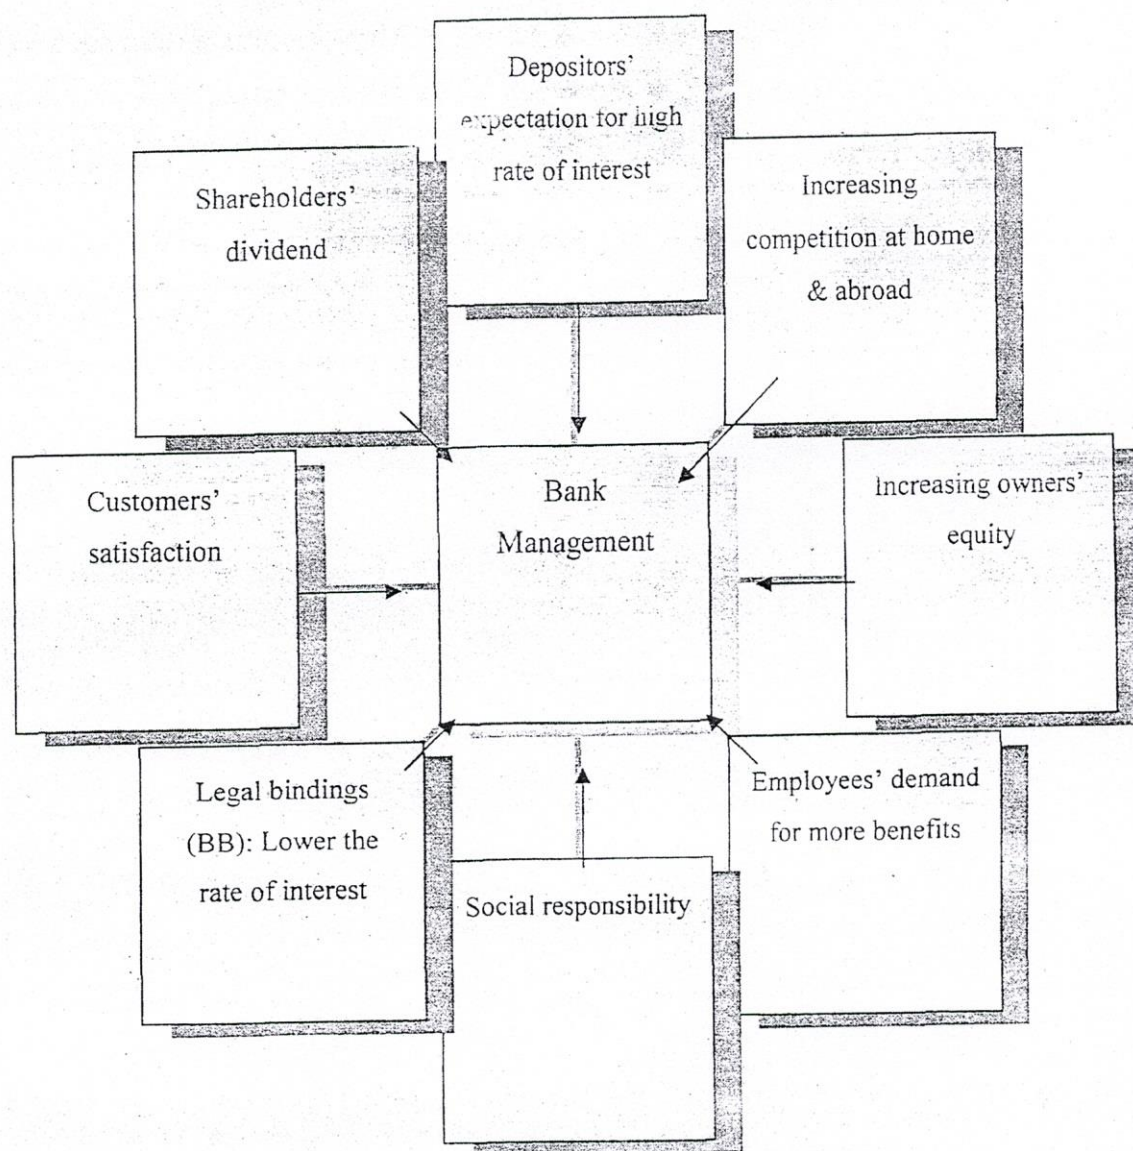 Depositors'
expectation for high
rate of interest
Shareholders'
dividend
Increasing
competition at home
& abroad
Customers'
satisfaction
Bank
Management
Increasing owners'
equity
Legal bindings
(BB): Lower the
rate of interest
Social responsibility
Employees' demand
for more benefits